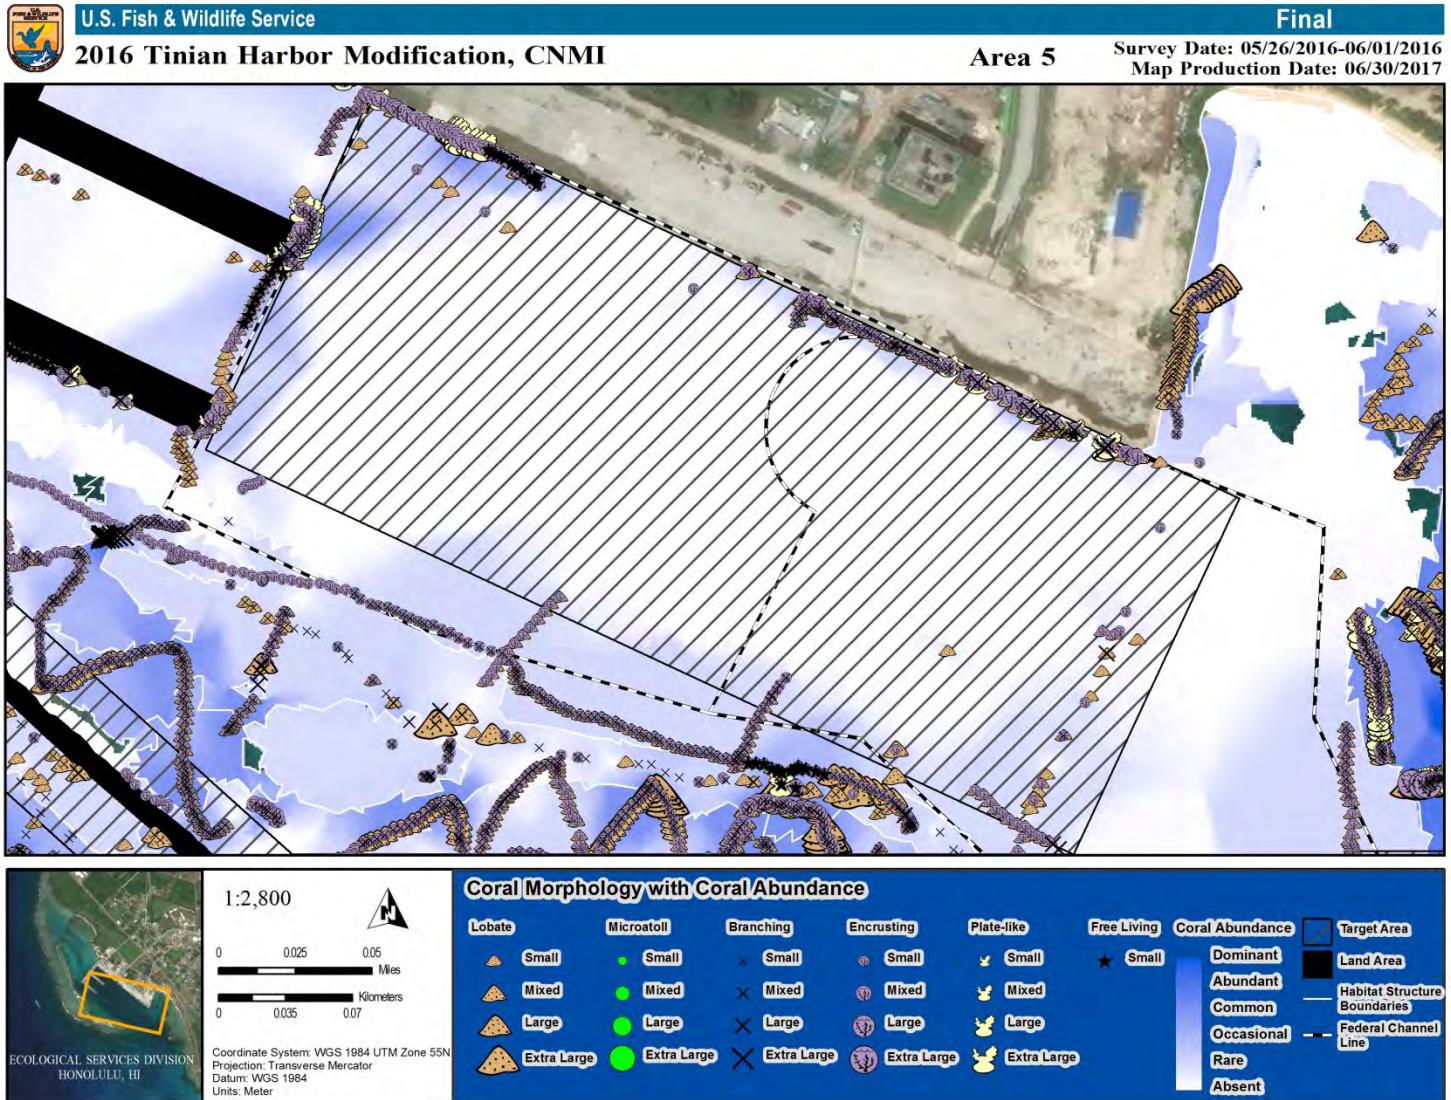 U.S.
FISH & WILDLIFE
SERVICE
U.S. Fish & Wildlife Service
Final
2016 Tinian Harbor Modification, CNMI
Area 5
Survey Date: 05/26/2016-06/01/2016
Map Production Date: 06/30/2017
ECOLOGICAL SERVICES DIVISION
HONOLULU, HI
1:2,800
N
0 0.025 0.05
Miles
Kilometers
0 0.035 0.07
Coordinate System: WGS 1984 UTM Zone 55N
Projection: Transverse Mercator
Datum: WGS 1984
Units: Meter
Coral Morphology with Coral Abundance
Lobate
Small
Mixed
Large
Extra Large
Microatoll
Small
Mixed
Large
Extra Large
Branching
Small
Mixed
Large
Extra Large
Encrusting
Small
Mixed
Large
Extra Large
Plate-like
Small
Mixed
Large
Extra Large
Free Living
Small
Coral Abundance
Dominant
Abundant
Common
Occasional
Rare
Absent
Target Area
Land Area
Habitat Structure
Boundaries
Federal Channel
Line